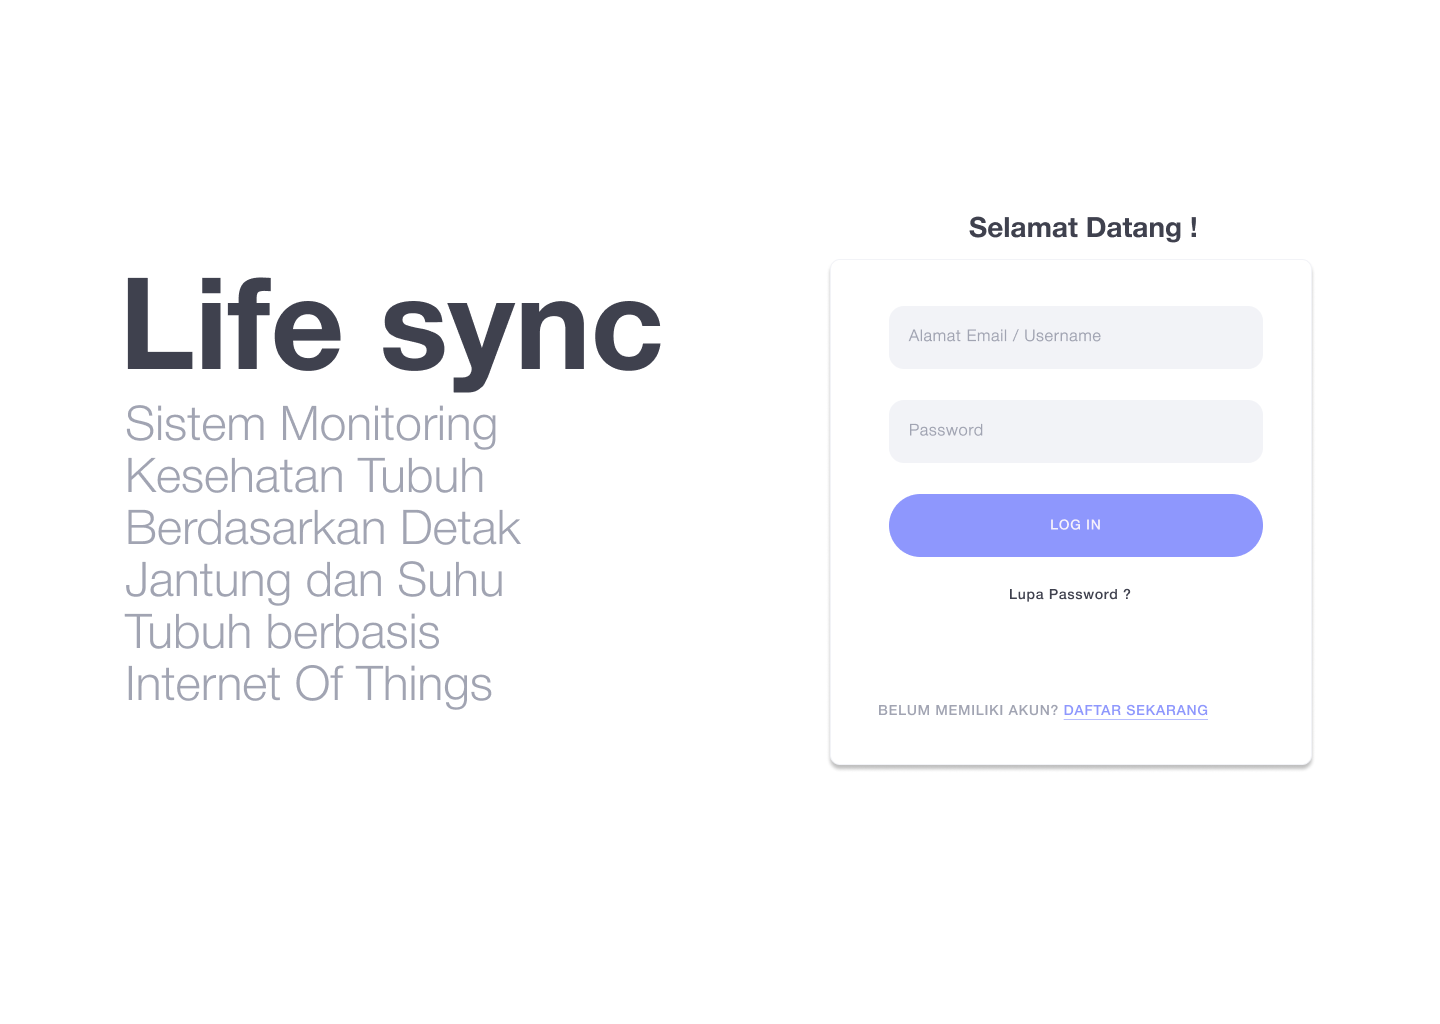 Life sync
Sistem Monitoring
Kesehatan Tubuh
Berdasarkan Detak
Jantung dan Suhu
Tubuh berbasis
Internet Of Things
Selamat Datang !
Alamat Email / Username
Password
LOG IN
Lupa Password ?
BELUM MEMILIKI AKUN? DAFTAR SEKARANG